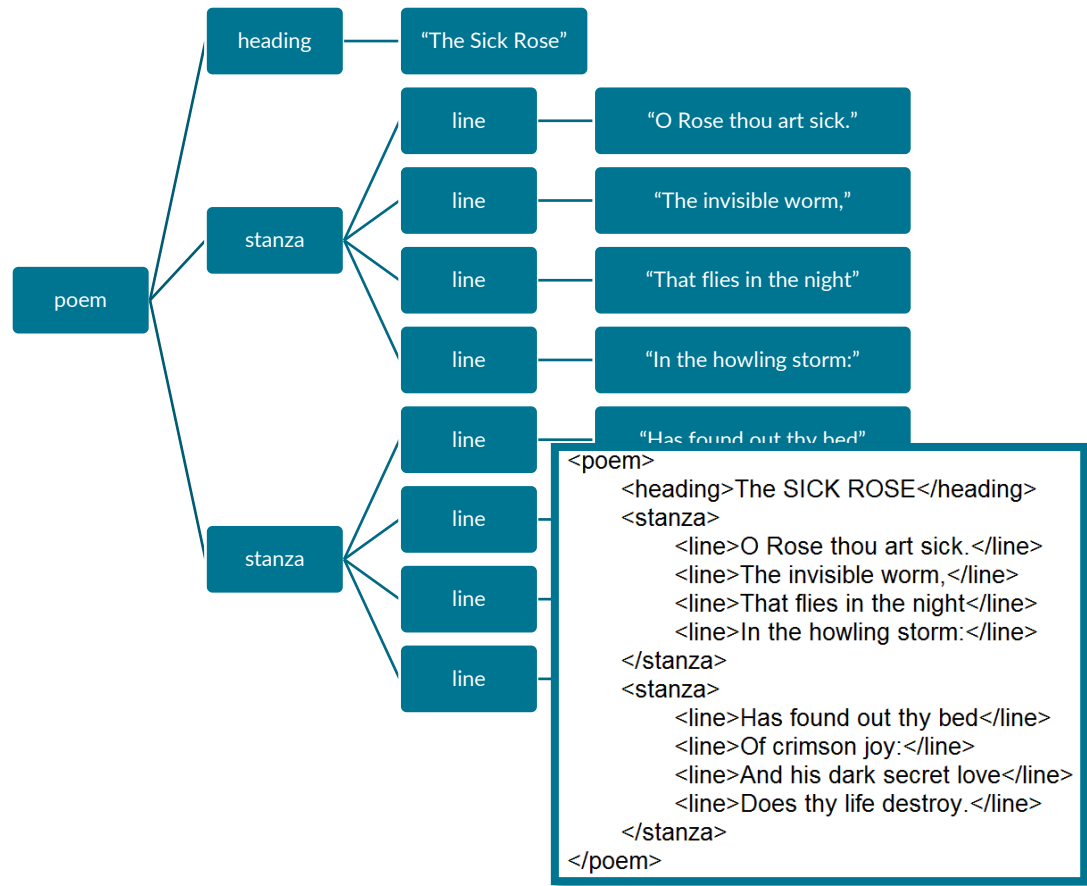 heading “The Sick Rose”
line “O Rose thou art sick.”
line “The invisible worm,”
stanza
line “That flies in the night”
poem
line “In the howling storm:”
line “Has found out thy bed”
line
stanza
line
line
<poem>
<heading>The SICK ROSE</heading>
<stanza>
<line>O Rose thou art sick.</line>
<line>The invisible worm,</line>
<line>That flies in the night</line>
<line>In the howling storm:</line>
</stanza>
<stanza>
<line>Has found out thy bed</line>
<line>Of crimson joy:</line>
<line>And his dark secret love</line>
<line>Does thy life destroy.</line>
</stanza>
</poem>